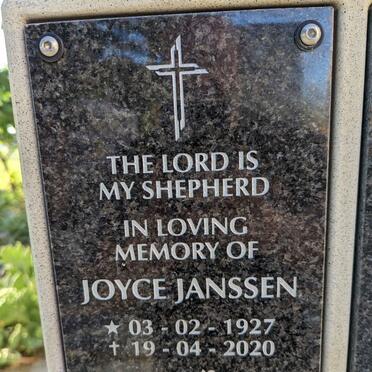 THE LORD IS
MY SHEPHERD
IN LOVING
MEMORY OF
JOYCE JANSSEN
★ 03 - 02 - 1927
✝ 19 - 04 - 2020